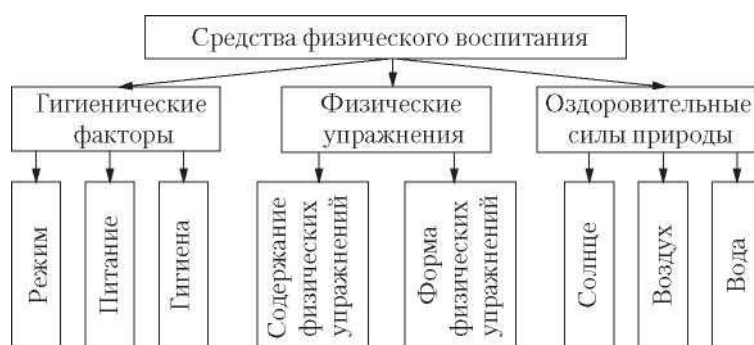 Средства физического воспитания
Гигиенические
факторы
Физические
упражнения
Оздоровительные
силы природы
Режим
Питание
Гигиена
Содержание
физических
упражнений
Форма
физических
упражнений
Солнце
Воздух
Вода